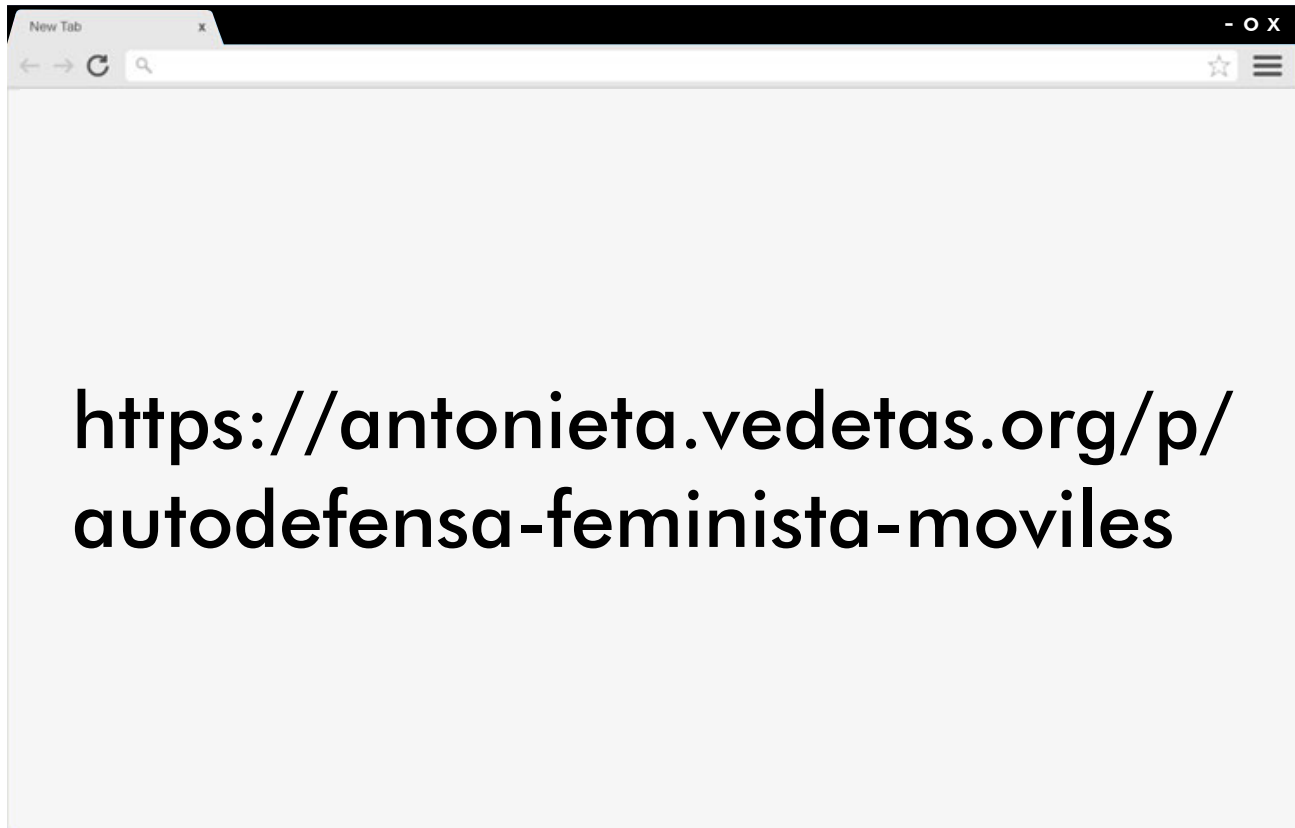 New Tab x - o x
https://antonieta.vedetas.org/p/
autodefensa-feminista-moviles